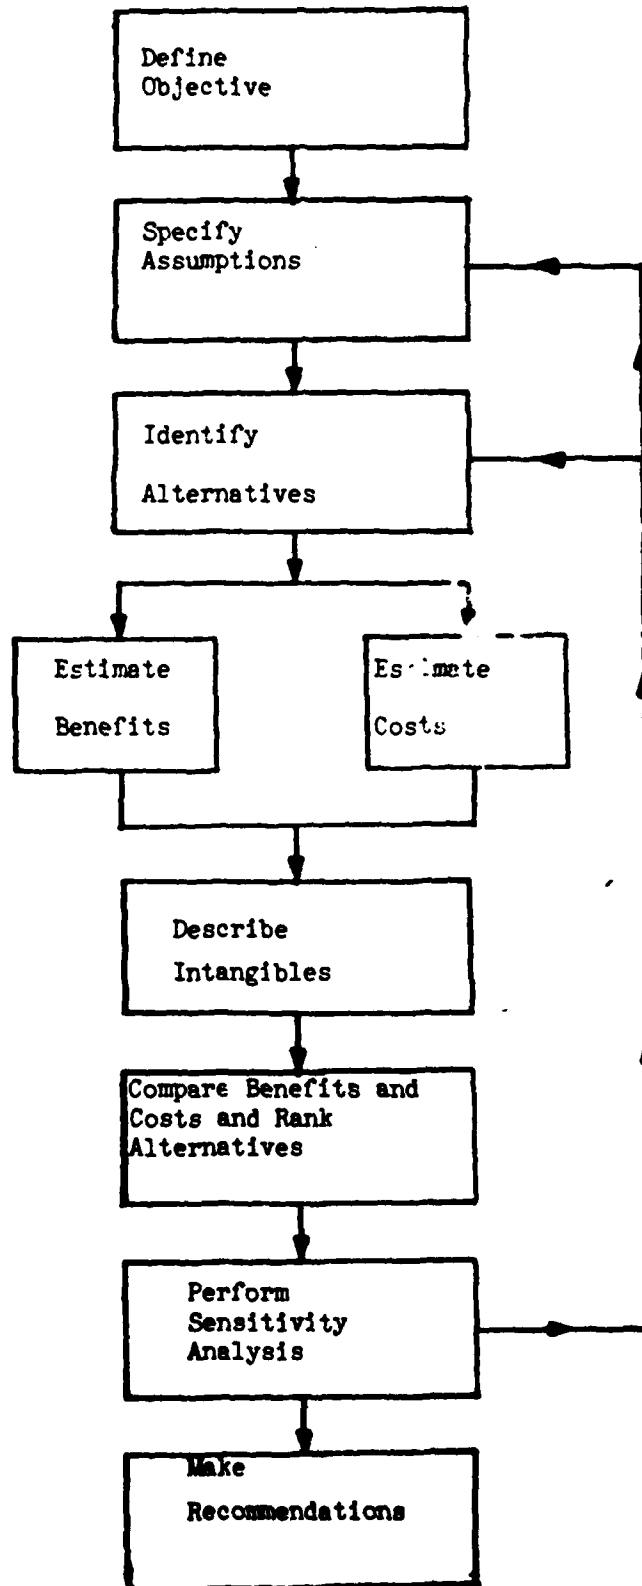 Define
Objective
Specify
Assumptions
Identify
Alternatives
Estimate
Benefits
Estimate
Costs
Describe
Intangibles
Compare Benefits and
Costs and Rank
Alternatives
Perform
Sensitivity
Analysis
Make
Recommendations